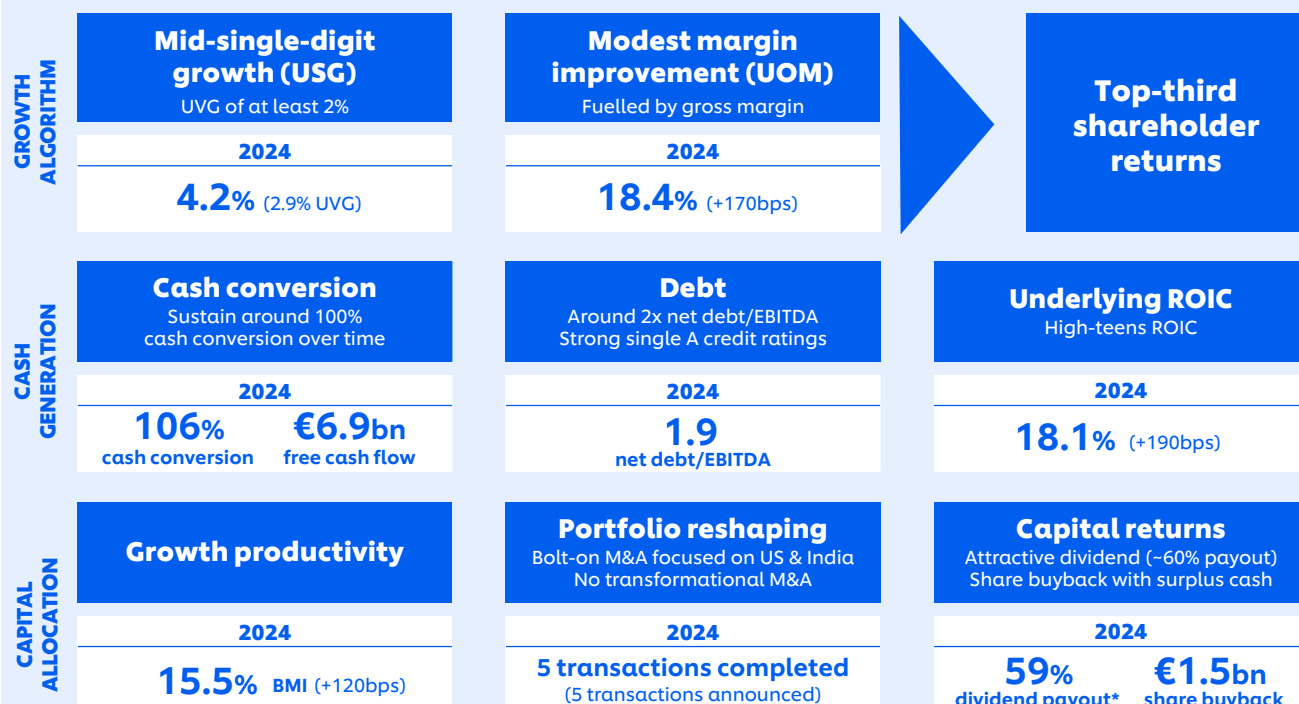 GROWTH
ALGORITHM
Mid-single-digit
growth (USG)
UVG of at least 2%
2024
4.2% (2.9% UVG)
Modest margin
improvement (UOM)
Fuelled by gross margin
2024
18.4% (+170bps)
Top-third
shareholder
returns
CASH
GENERATION
Cash conversion
Sustain around 100%
cash conversion over time
2024
106% €6.9bn
cash conversion free cash flow
Debt
Around 2x net debt/EBITDA
Strong single A credit ratings
2024
1.9
net debt/EBITDA
Underlying ROIC
High-teens ROIC
2024
18.1% (+190bps)
CAPITAL
ALLOCATION
Growth productivity
2024
15.5% BMI (+120bps)
Portfolio reshaping
Bolt-on M&A focused on US & India
No transformational M&A
2024
5 transactions completed
(5 transactions announced)
Capital returns
Attractive dividend (~60% payout)
Share buyback with surplus cash
2024
59% €1.5bn
dividend payout* share buyback